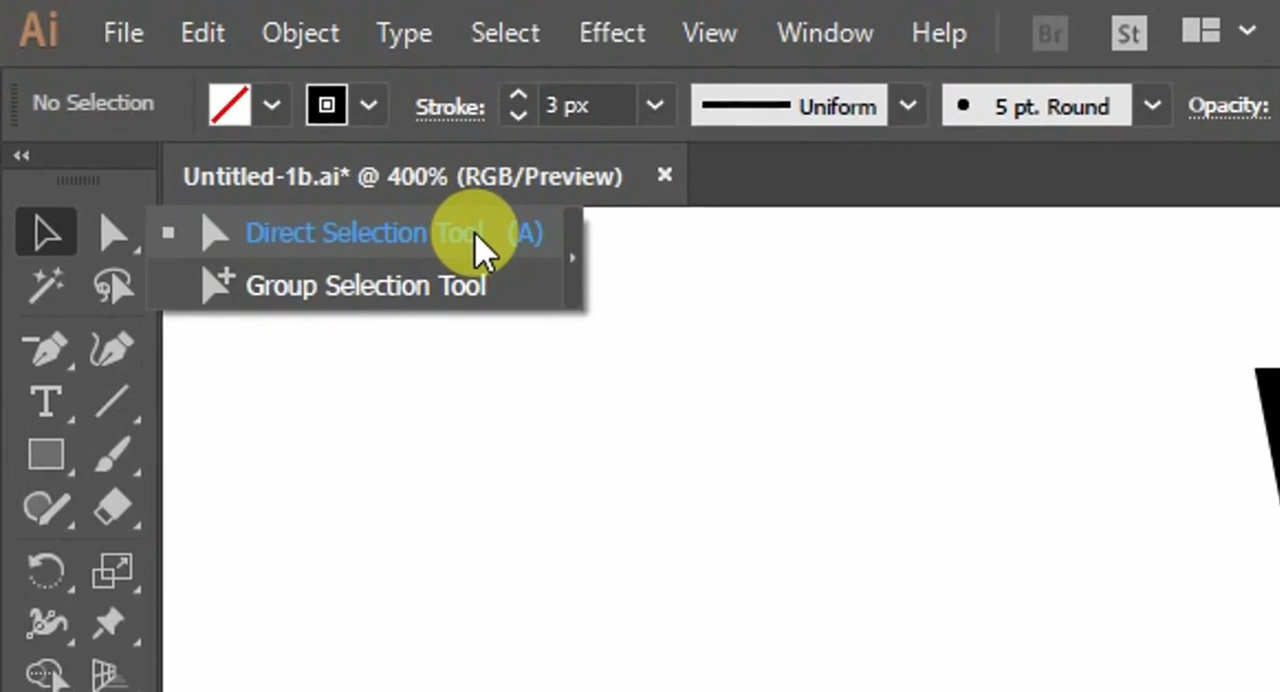 Ai File Edit Object Type Select Effect View Window Help Br St
No Selection Stroke: 3 px Uniform 5 pt. Round Opacity:
Untitled-1b.ai* @ 400% (RGB/Preview) ×
Direct Selection Tool (A)
Group Selection Tool
T